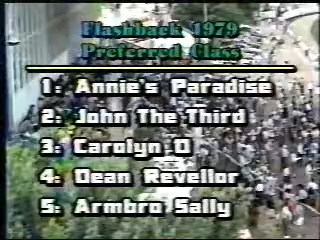 Flashback 1979
Preferred Class
1: Annie's Paradise
2: John The Third
3: Carolyn O
4: Dean Revellor
5: Armbro Sally